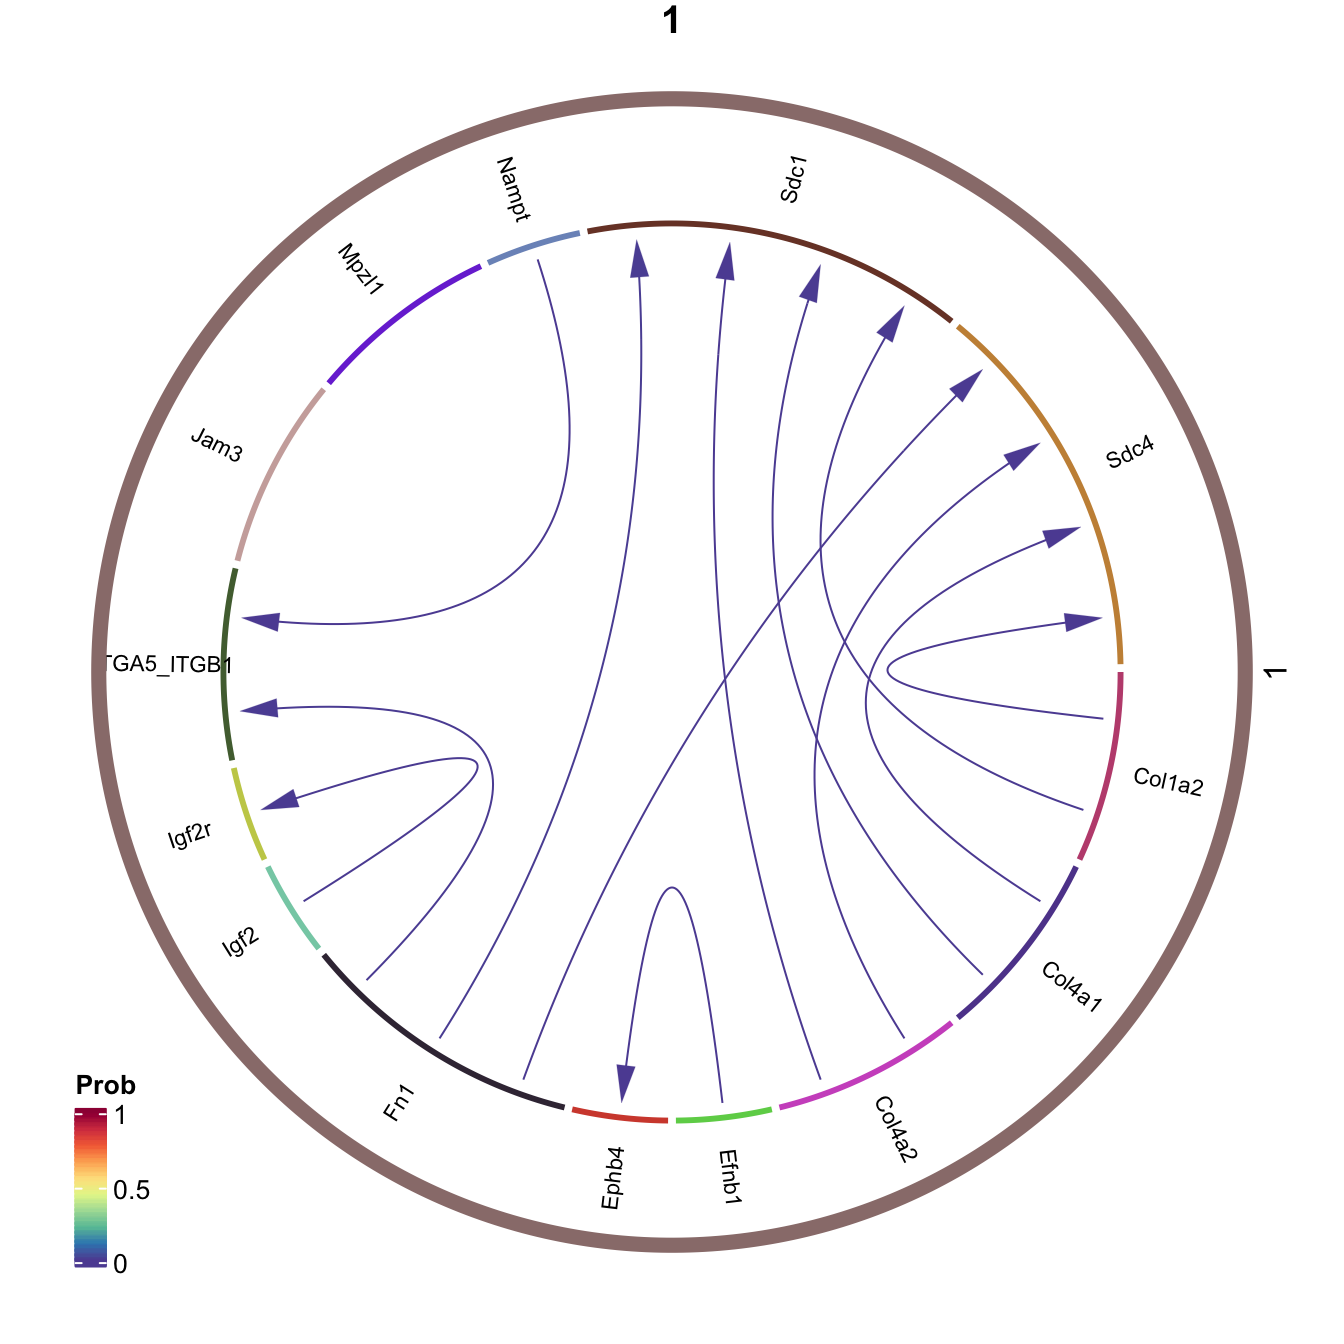 1
Nampt
Sdc1
Mpzl1
Jam3
Sdc4
TGA5_ITGB1
1
Igf2r
Col1a2
Igf2
Col4a1
Fn1
Col4a2
Ephb4
Efnb1
Prob
1
0.5
0